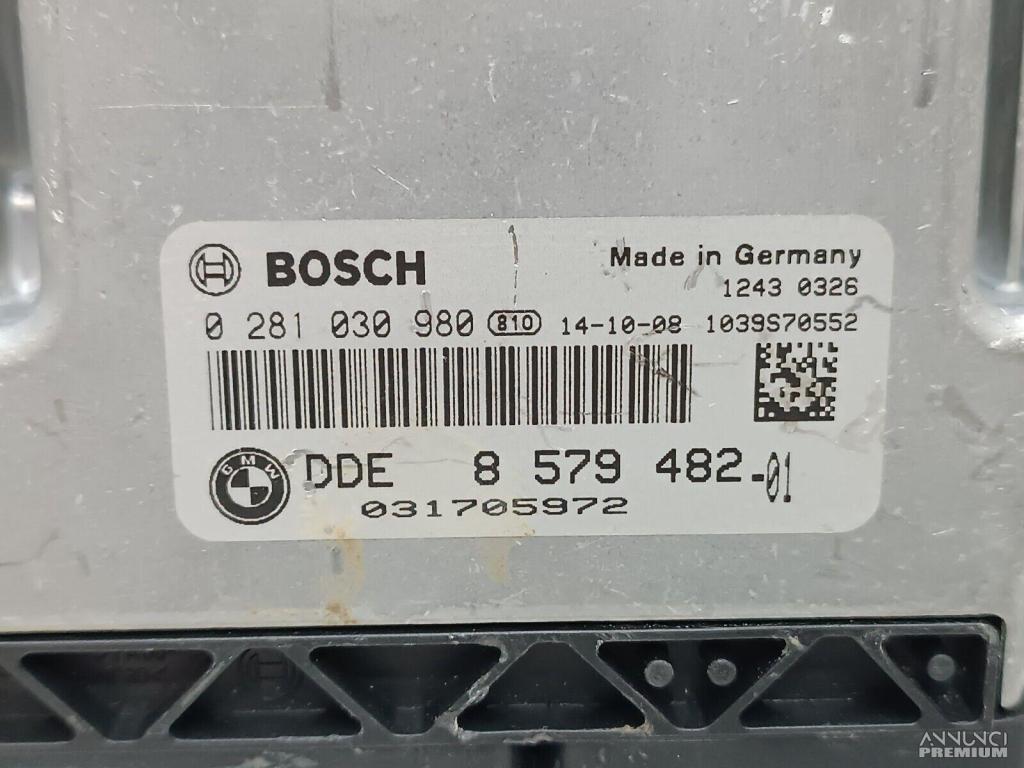 BOSCH
Made in Germany
1243 0326
0 281 030 980 810 14-10-08 1039S70552
BMW DDE 8 579 482-01
031705972
ANNUNCI
PREMIUM